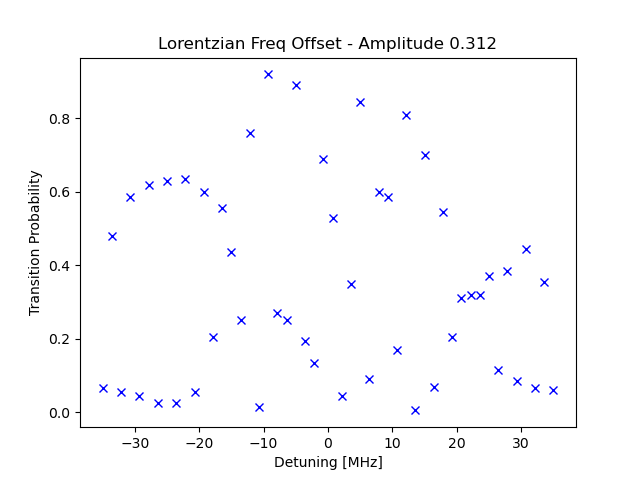 Lorentzian Freq Offset - Amplitude 0.312
Transition Probability
0.8
0.6
0.4
0.2
0.0
−30 −20 −10 0 10 20 30
Detuning [MHz]